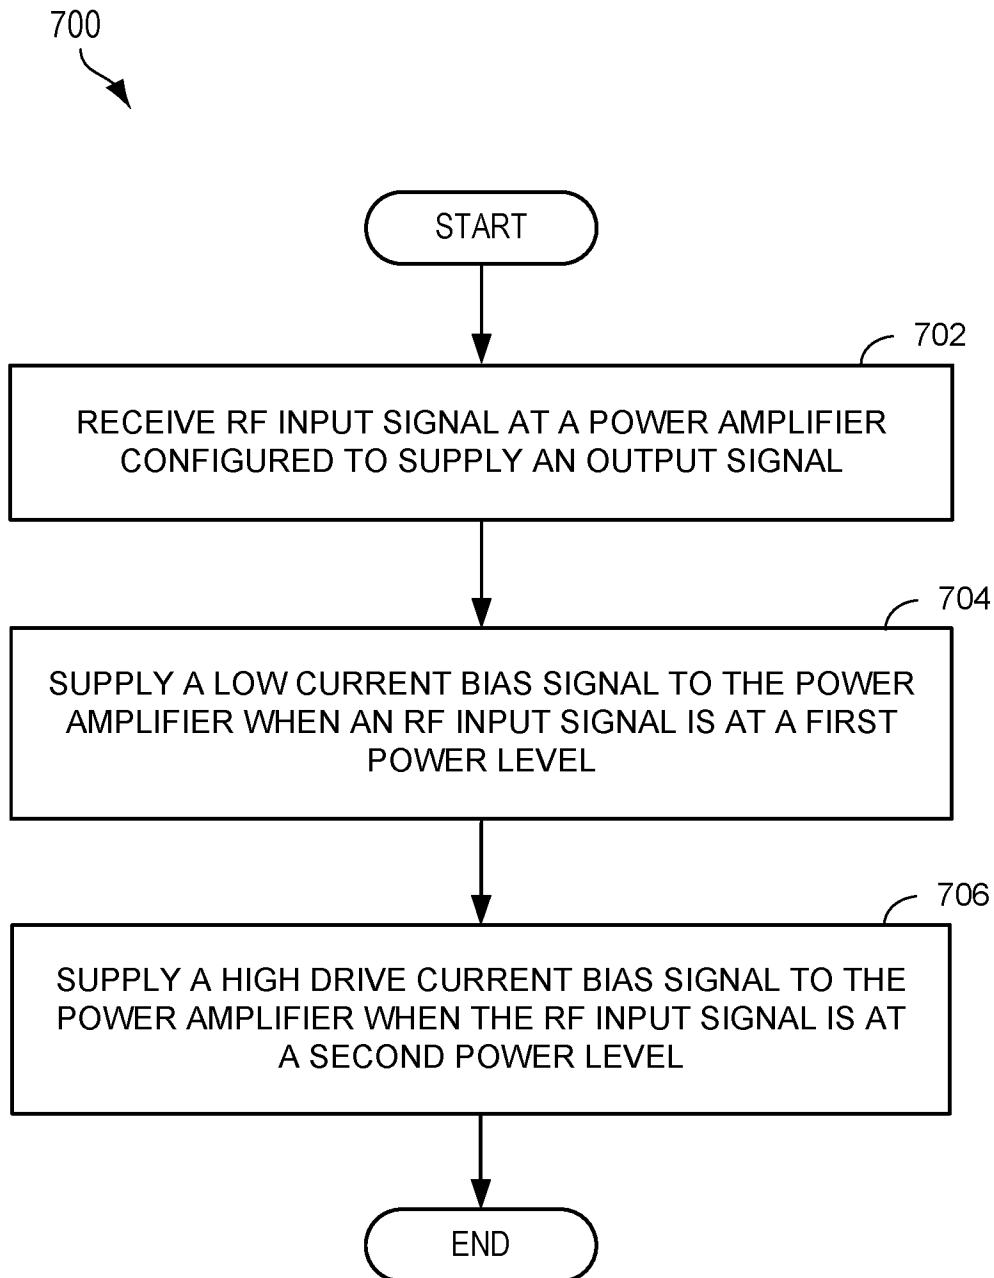 700
START
702
RECEIVE RF INPUT SIGNAL AT A POWER AMPLIFIER
CONFIGURED TO SUPPLY AN OUTPUT SIGNAL
704
SUPPLY A LOW CURRENT BIAS SIGNAL TO THE POWER
AMPLIFIER WHEN AN RF INPUT SIGNAL IS AT A FIRST
POWER LEVEL
706
SUPPLY A HIGH DRIVE CURRENT BIAS SIGNAL TO THE
POWER AMPLIFIER WHEN THE RF INPUT SIGNAL IS AT
A SECOND POWER LEVEL
END